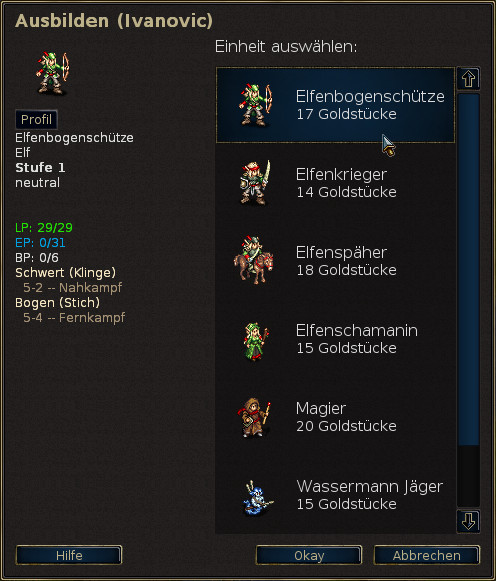 Ausbilden (Ivanovic)
Profil
Elfenbogenschütze
Elf
Stufe 1
neutral
LP: 29/29
EP: 0/31
BP: 0/6
Schwert (Klinge)
5-2 -- Nahkampf
Bogen (Stich)
5-4 -- Fernkampf
Einheit auswählen:
Elfenbogenschütze
17 Goldstücke
Elfenkrieger
14 Goldstücke
Elfenspäher
18 Goldstücke
Elfenschamanin
15 Goldstücke
Magier
20 Goldstücke
Wassermann Jäger
15 Goldstücke
Hilfe
Okay
Abbrechen